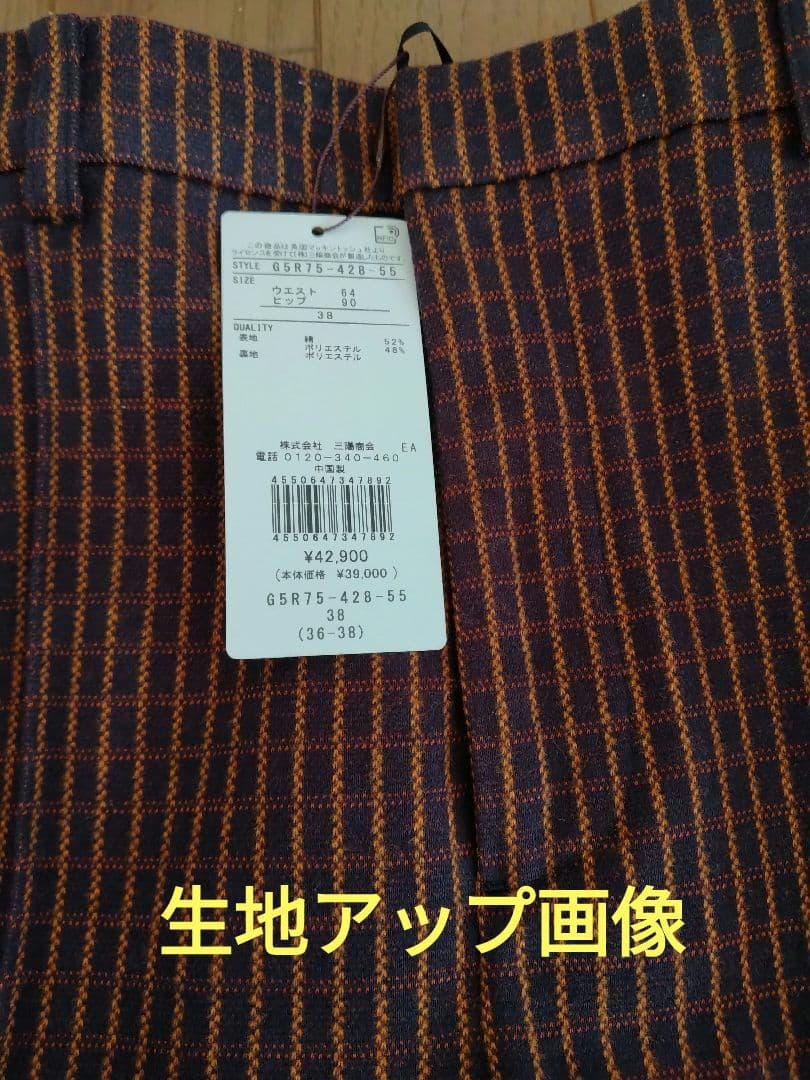 RFID
この商品は英国マッキントッシュ社より
ライセンスを受けて(株)三陽商会が製造したものです
STYLE G5R75-428-55
SIZE
ウエスト 64
ヒップ 90
38
QUALITY
表地 綿 52%
ポリエステル 48%
裏地 ポリエステル
株式会社 三陽商会 EA
電話 0120-340-460
中国製
4550647347892
4550647347892
¥42,900
(本体価格 ¥39,000)
G5R75-428-55
38
(36-38)
生地アップ画像